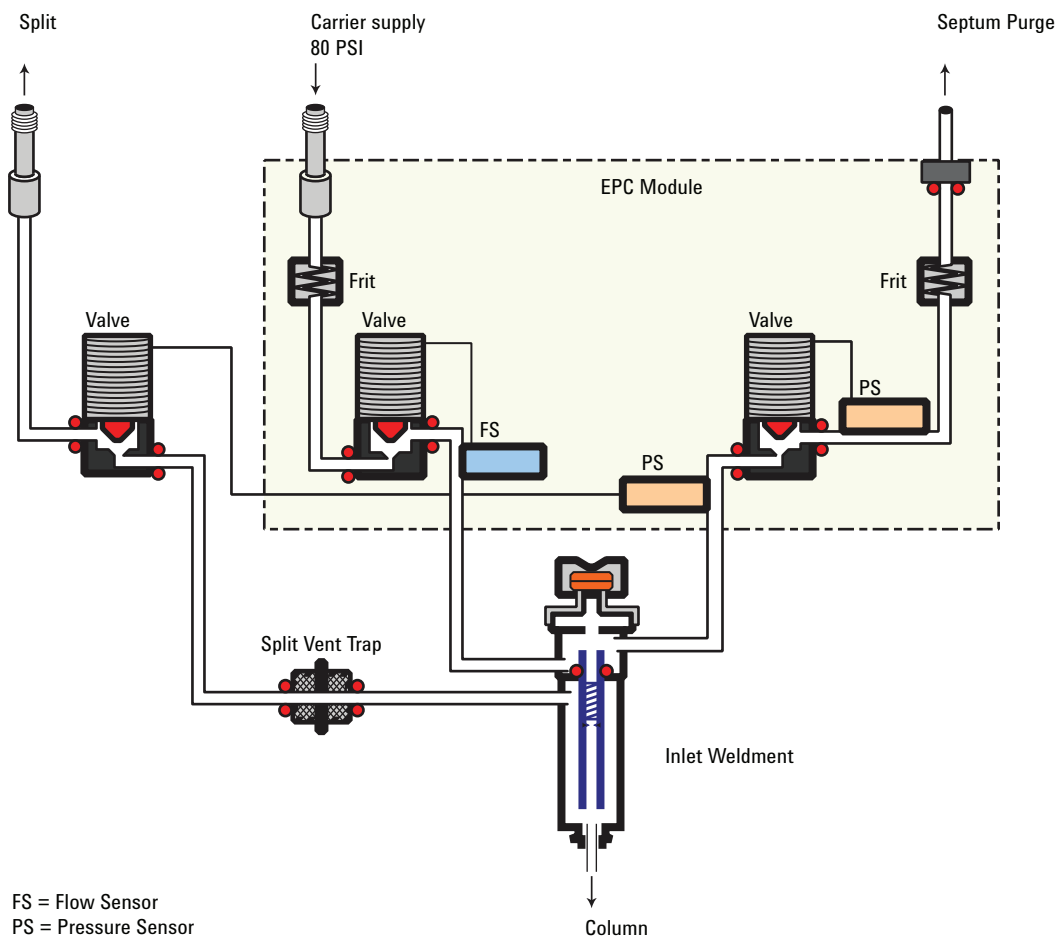 Split
Carrier supply
80 PSI
Septum Purge
EPC Module
Frit
Frit
Valve
Valve
Valve
PS
FS
PS
Split Vent Trap
Inlet Weldment
FS = Flow Sensor
PS = Pressure Sensor
Column